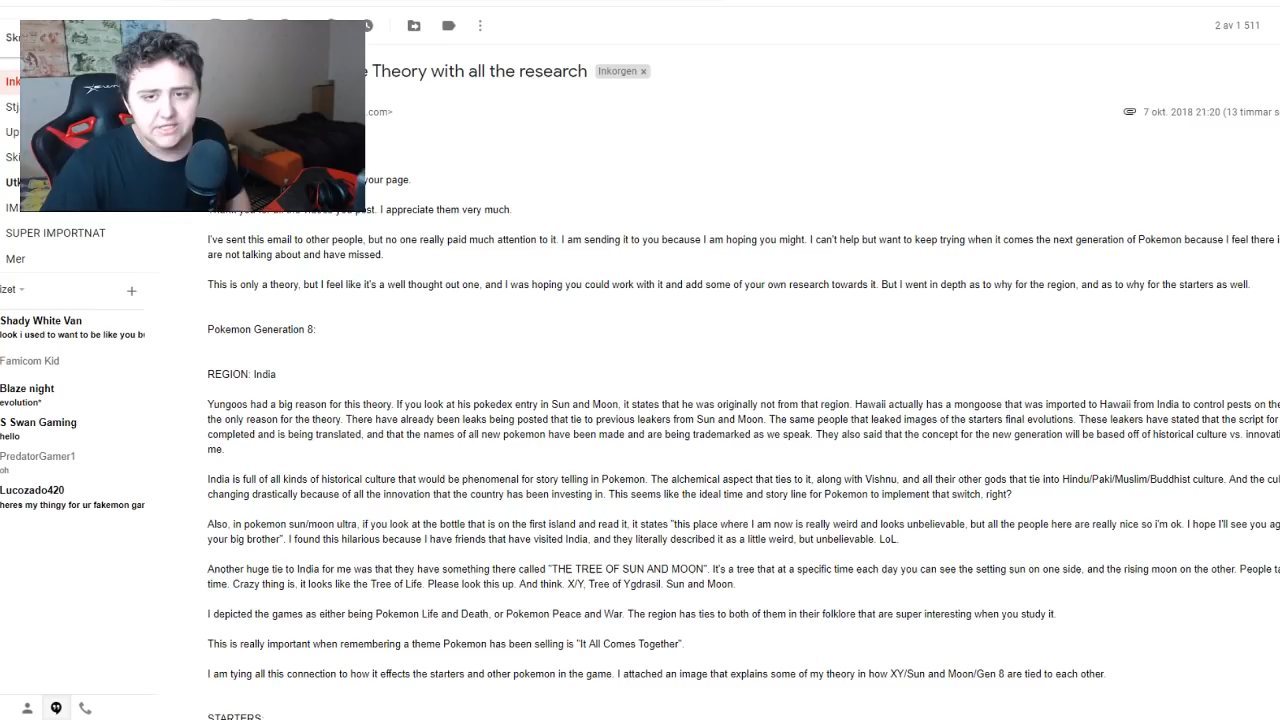 Sk
2 av 1 511
Ink
e Theory with all the research
Inkorgen x
Stj
.com>
7 okt. 2018 21:20 (13 timmar s
Up
Ski
your page.
Utk
IM
post. I appreciate them very much.
SUPER IMPORTNAT
I've sent this email to other people, but no one really paid much attention to it. I am sending it to you because I am hoping you might. I can't help but want to keep trying when it comes the next generation of Pokemon because I feel there i
are not talking about and have missed.
Mer
This is only a theory, but I feel like it's a well thought out one, and I was hoping you could work with it and add some of your own research towards it. But I went in depth as to why for the region, and as to why for the starters as well.
izet
Shady White Van
look i used to want to be like you bu
Pokemon Generation 8:
Famicom Kid
REGION: India
Blaze night
evolution*
Yungoos had a big reason for this theory. If you look at his pokedex entry in Sun and Moon, it states that he was originally not from that region. Hawaii actually has a mongoose that was imported to Hawaii from India to control pests on the
the only reason for the theory. There have already been leaks being posted that tie to previous leakers from Sun and Moon. The same people that leaked images of the starters final evolutions. These leakers have stated that the script for
completed and is being translated, and that the names of all new pokemon have been made and are being trademarked as we speak. They also said that the concept for the new generation will be based off of historical culture vs. innovati
me.
S Swan Gaming
hello
PredatorGamer1
oh
Lucozado420
heres my thingy for ur fakemon gar
India is full of all kinds of historical culture that would be phenomenal for story telling in Pokemon. The alchemical aspect that ties to it, along with Vishnu, and all their other gods that tie into Hindu/Paki/Muslim/Buddhist culture. And the cul
changing drastically because of all the innovation that the country has been investing in. This seems like the ideal time and story line for Pokemon to implement that switch, right?
Also, in pokemon sun/moon ultra, if you look at the bottle that is on the first island and read it, it states "this place where I am now is really weird and looks unbelievable, but all the people here are really nice so i'm ok. I hope I'll see you ag
your big brother". I found this hilarious because I have friends that have visited India, and they literally described it as a little weird, but unbelievable. LoL.
Another huge tie to India for me was that they have something there called "THE TREE OF SUN AND MOON". It's a tree that at a specific time each day you can see the setting sun on one side, and the rising moon on the other. People ta
time. Crazy thing is, it looks like the Tree of Life. Please look this up. And think. X/Y, Tree of Ygdrasil. Sun and Moon.
I depicted the games as either being Pokemon Life and Death, or Pokemon Peace and War. The region has ties to both of them in their folklore that are super interesting when you study it.
This is really important when remembering a theme Pokemon has been selling is "It All Comes Together".
I am tying all this connection to how it effects the starters and other pokemon in the game. I attached an image that explains some of my theory in how XY/Sun and Moon/Gen 8 are tied to each other.
STARTERS: